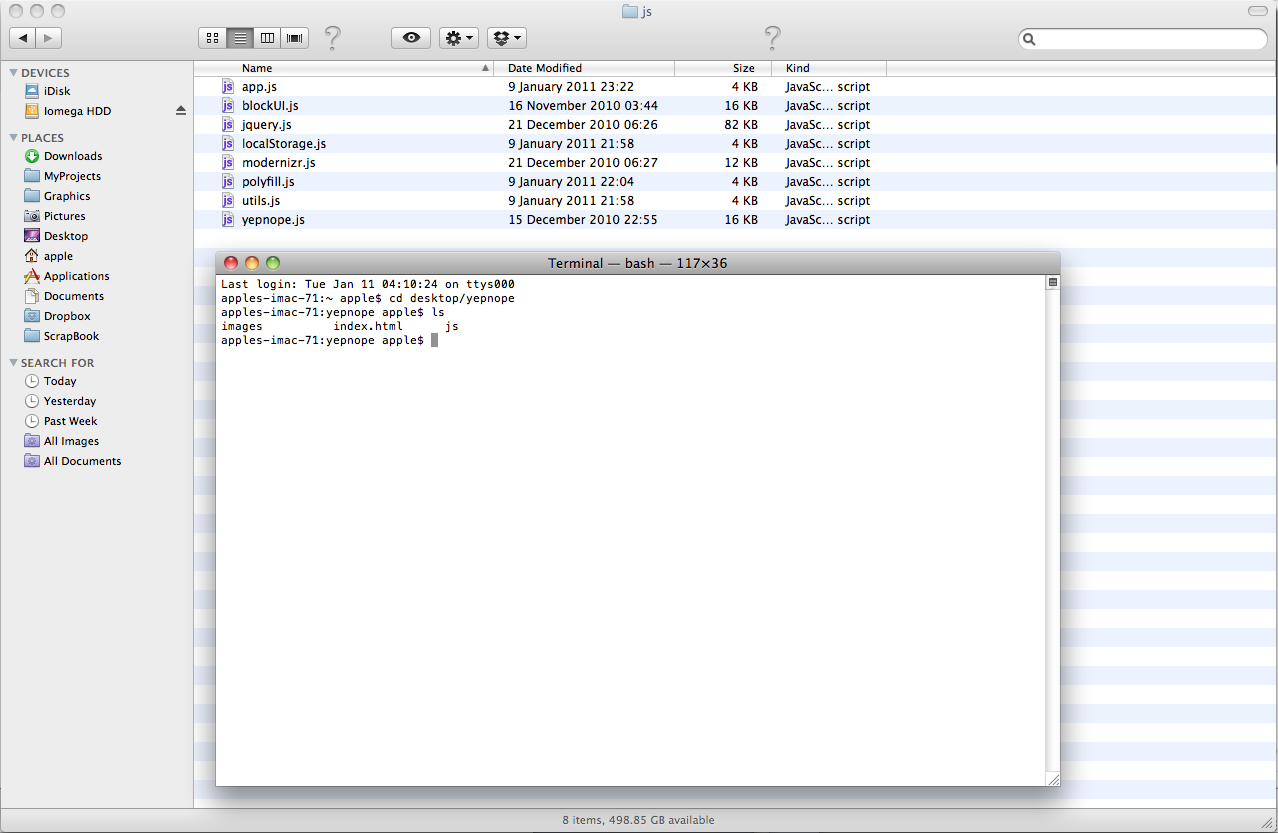 js
DEVICES
iDisk
Iomega HDD
PLACES
Downloads
MyProjects
Graphics
Pictures
Desktop
apple
Applications
Documents
Dropbox
ScrapBook
SEARCH FOR
Today
Yesterday
Past Week
All Images
All Documents
Name Date Modified Size Kind
js app.js 9 January 2011 23:22 4 KB JavaSc... script
js blockUI.js 16 November 2010 03:44 16 KB JavaSc... script
js jquery.js 21 December 2010 06:26 82 KB JavaSc... script
js localStorage.js 9 January 2011 21:58 4 KB JavaSc... script
js modernizr.js 21 December 2010 06:27 12 KB JavaSc... script
js polyfill.js 9 January 2011 22:04 4 KB JavaSc... script
js utils.js 9 January 2011 21:58 4 KB JavaSc... script
js yepnope.js 15 December 2010 22:55 16 KB JavaSc... script
Terminal — bash — 117×36
Last login: Tue Jan 11 04:10:24 on ttys000
apples-imac-71:~ apple$ cd desktop/yepnope
apples-imac-71:yepnope apple$ ls
images index.html js
apples-imac-71:yepnope apple$
8 items, 498.85 GB available